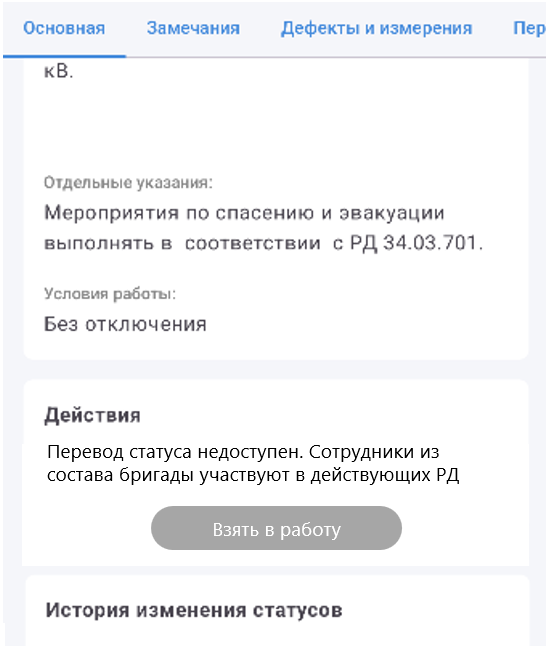 Основная Замечания Дефекты и измерения Пер
кВ.
Отдельные указания:
Мероприятия по спасению и эвакуации
выполнять в соответствии с РД 34.03.701.
Условия работы:
Без отключения
Действия
Перевод статуса недоступен. Сотрудники из
состава бригады участвуют в действующих РД
Взять в работу
История изменения статусов